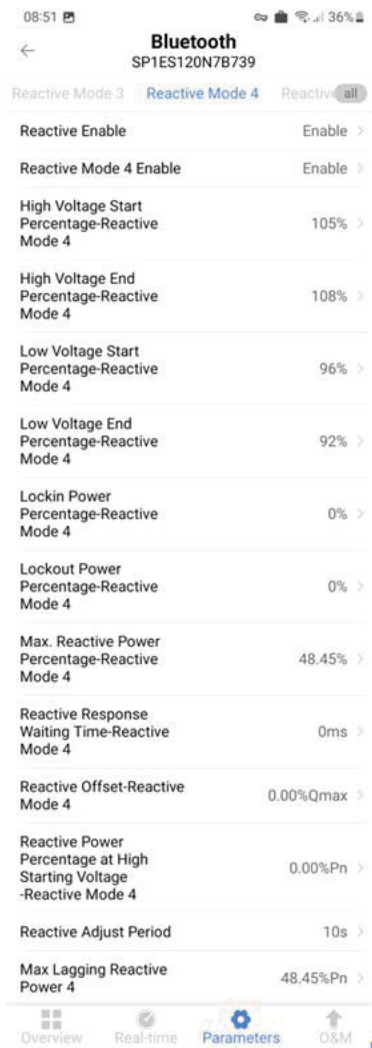 08:51 36%
Bluetooth
SP1ES120N7B739
Reactive Mode 3 Reactive Mode 4 Reactiv all
Reactive Enable Enable
Reactive Mode 4 Enable Enable
High Voltage Start
Percentage-Reactive 105%
Mode 4
High Voltage End
Percentage-Reactive 108%
Mode 4
Low Voltage Start
Percentage-Reactive 96%
Mode 4
Low Voltage End
Percentage-Reactive 92%
Mode 4
Lockin Power
Percentage-Reactive 0%
Mode 4
Lockout Power
Percentage-Reactive 0%
Mode 4
Max. Reactive Power
Percentage-Reactive 48.45%
Mode 4
Reactive Response
Waiting Time-Reactive 0ms
Mode 4
Reactive Offset-Reactive 0.00%Qmax
Mode 4
Reactive Power
Percentage at High
Starting Voltage 0.00%Pn
-Reactive Mode 4
Reactive Adjust Period 10s
Max Lagging Reactive 48.45%Pn
Power 4
Overview Real-time Parameters O&M